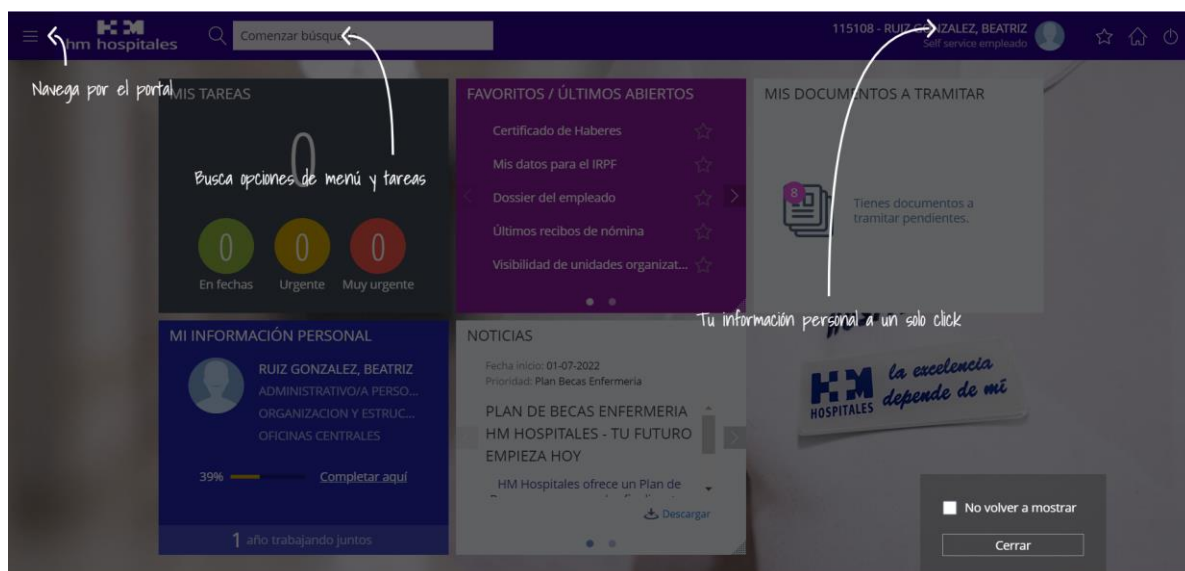 hm hospitales
Comenzar búsque
115108 - RUIZ GONZALEZ, BEATRIZ
Self service empleado
Navega por el portal
MIS TAREAS
0
Busca opciones de menú y tareas
0 0 0
En fechas Urgente Muy urgente
FAVORITOS / ÚLTIMOS ABIERTOS
Certificado de Haberes
Mis datos para el IRPF
Dossier del empleado
Últimos recibos de nómina
Visibilidad de unidades organizat...
MIS DOCUMENTOS A TRAMITAR
8
Tienes documentos a
tramitar pendientes.
Tu información personal a un solo click
MI INFORMACIÓN PERSONAL
RUIZ GONZALEZ, BEATRIZ
ADMINISTRATIVO/A PERSO...
ORGANIZACION Y ESTRUC...
OFICINAS CENTRALES
39% Completar aquí
1 año trabajando juntos
NOTICIAS
Fecha inicio: 01-07-2022
Prioridad: Plan Becas Enfermeria
PLAN DE BECAS ENFERMERIA
HM HOSPITALES - TU FUTURO
EMPIEZA HOY
HM Hospitales ofrece un Plan de
Descargar
HM HOSPITALES
la excelencia
depende de mí
No volver a mostrar
Cerrar